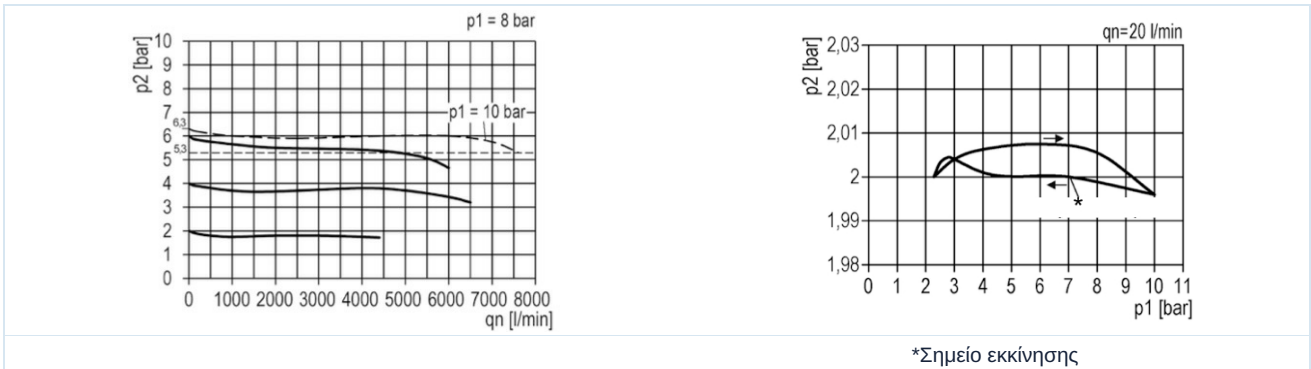 p1 = 8 bar
p2 [bar]
10
9
8
7
6,3
6
5,3
5
4
3
2
1
0
p1 = 10 bar
0 1000 2000 3000 4000 5000 6000 7000 8000
qn [l/min]
qn=20 l/min
p2 [bar]
2,03
2,02
2,01
2
1,99
1,98
*
0 1 2 3 4 5 6 7 8 9 10 11
p1 [bar]
*Σημείο εκκίνησης